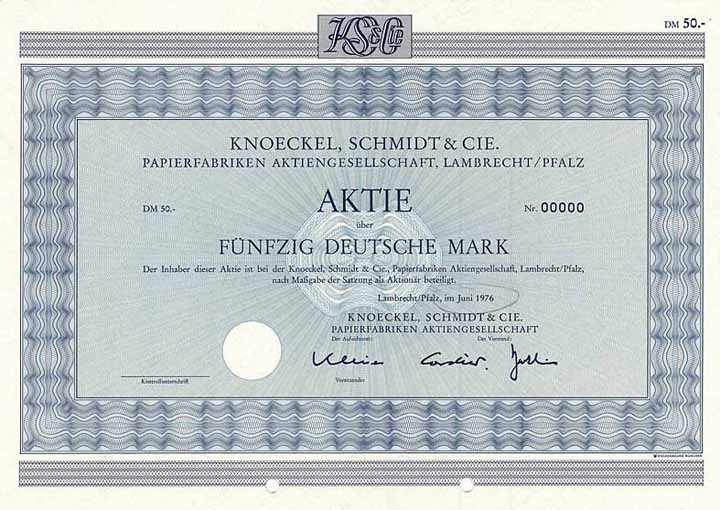 KS&Cie
DM 50.-
KNOECKEL, SCHMIDT & CIE.
PAPIERFABRIKEN AKTIENGESELLSCHAFT, LAMBRECHT/PFALZ
DM 50.- AKTIE Nr. 00000
über
FÜNFZIG DEUTSCHE MARK
Der Inhaber dieser Aktie ist bei der Knoeckel, Schmidt & Cie., Papierfabriken Aktiengesellschaft, Lambrecht/Pfalz,
nach Maßgabe der Satzung als Aktionär beteiligt.
Lambrecht/Pfalz, im Juni 1976
KNOECKEL, SCHMIDT & CIE.
PAPIERFABRIKEN AKTIENGESELLSCHAFT
Der Aufsichtsrat: Der Vorstand:
Kontrollunterschrift Vorsitzender